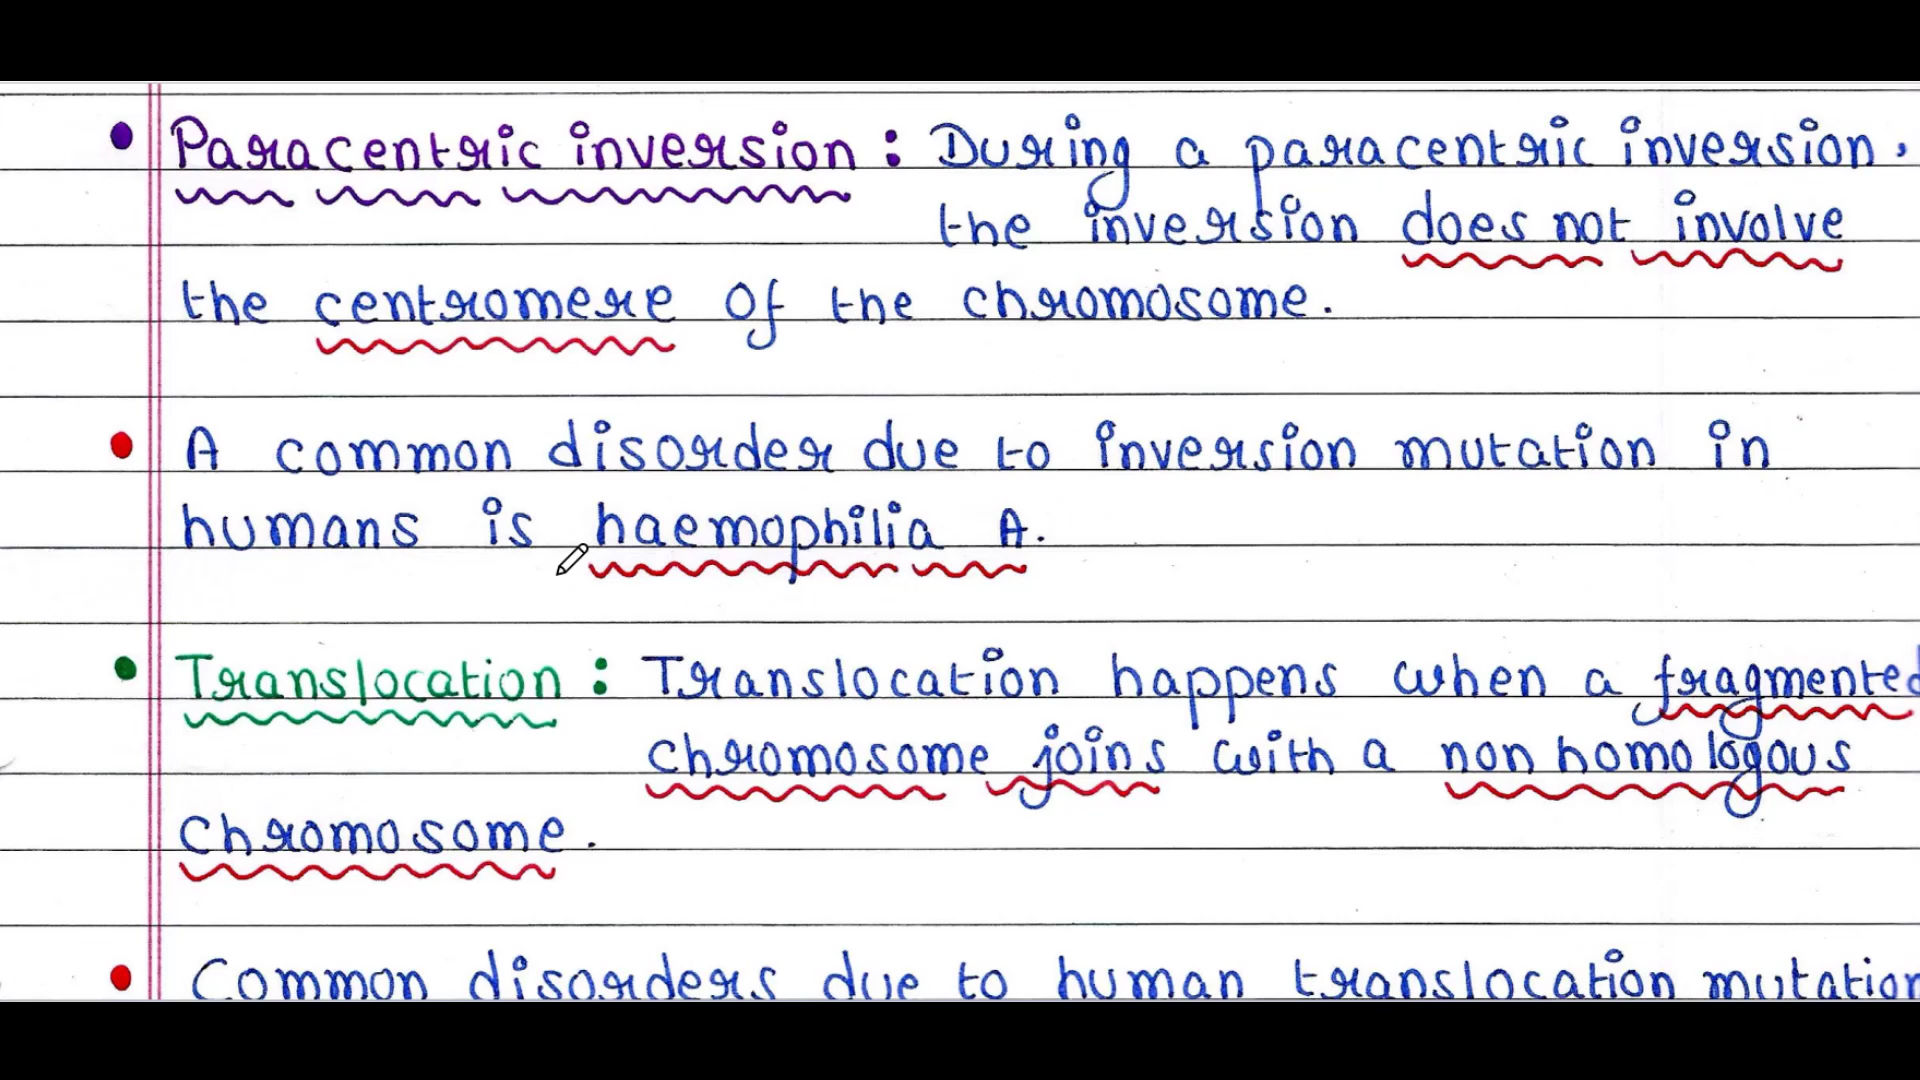 • Paracentric inversion : During a paracentric inversion,
the inversion does not involve
the centromere of the chromosome.
• A common disorder due to inversion mutation in
humans is haemophilia A.
• Translocation : Translocation happens when a fragmented
chromosome joins with a non homologous
chromosome.
• Common disorders due to human translocation mutation